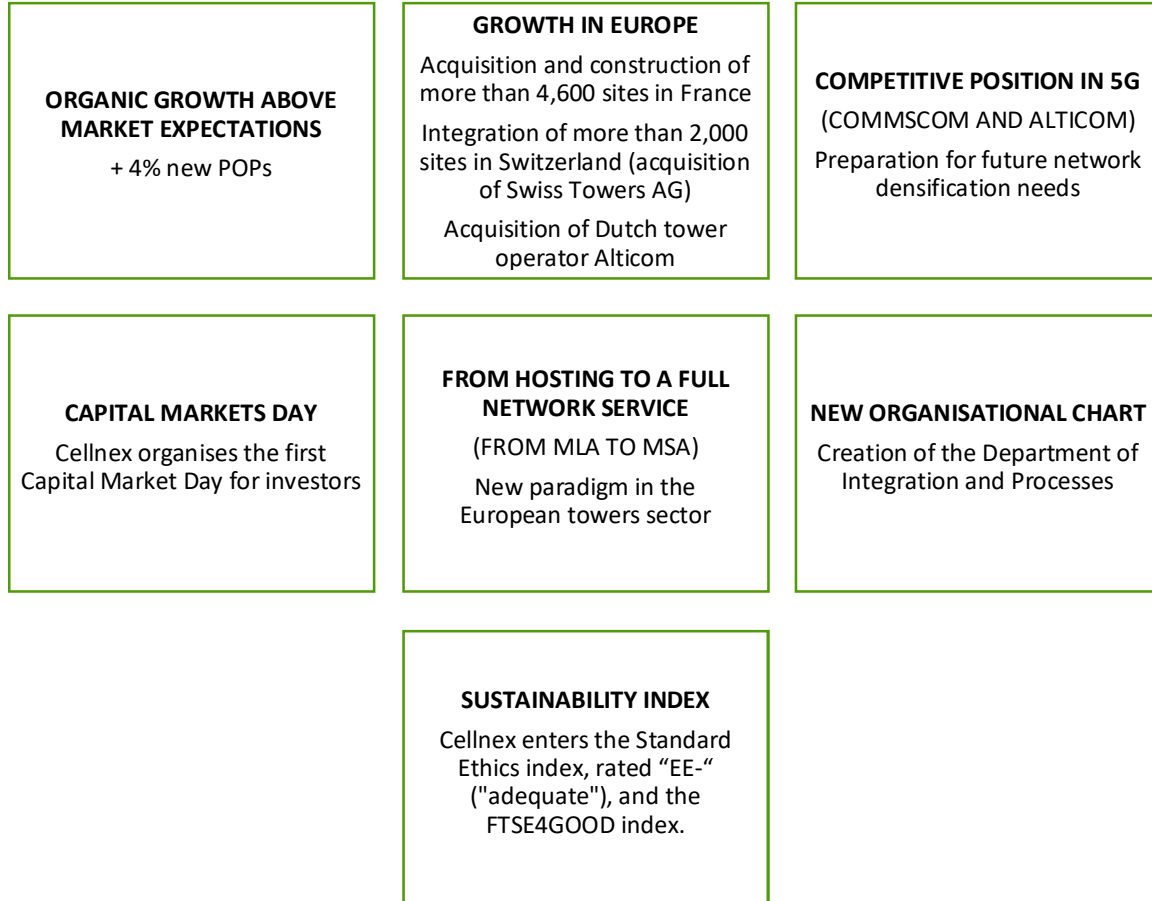 ORGANIC GROWTH ABOVE
MARKET EXPECTATIONS
+ 4% new POPs
GROWTH IN EUROPE
Acquisition and construction of
more than 4,600 sites in France
Integration of more than 2,000
sites in Switzerland (acquisition
of Swiss Towers AG)
Acquisition of Dutch tower
operator Alticom
COMPETITIVE POSITION IN 5G
(COMMSCOM AND ALTICOM)
Preparation for future network
densification needs
CAPITAL MARKETS DAY
Cellnex organises the first
Capital Market Day for investors
FROM HOSTING TO A FULL
NETWORK SERVICE
(FROM MLA TO MSA)
New paradigm in the
European towers sector
NEW ORGANISATIONAL CHART
Creation of the Department of
Integration and Processes
SUSTAINABILITY INDEX
Cellnex enters the Standard
Ethics index, rated “EE-“
("adequate"), and the
FTSE4GOOD index.